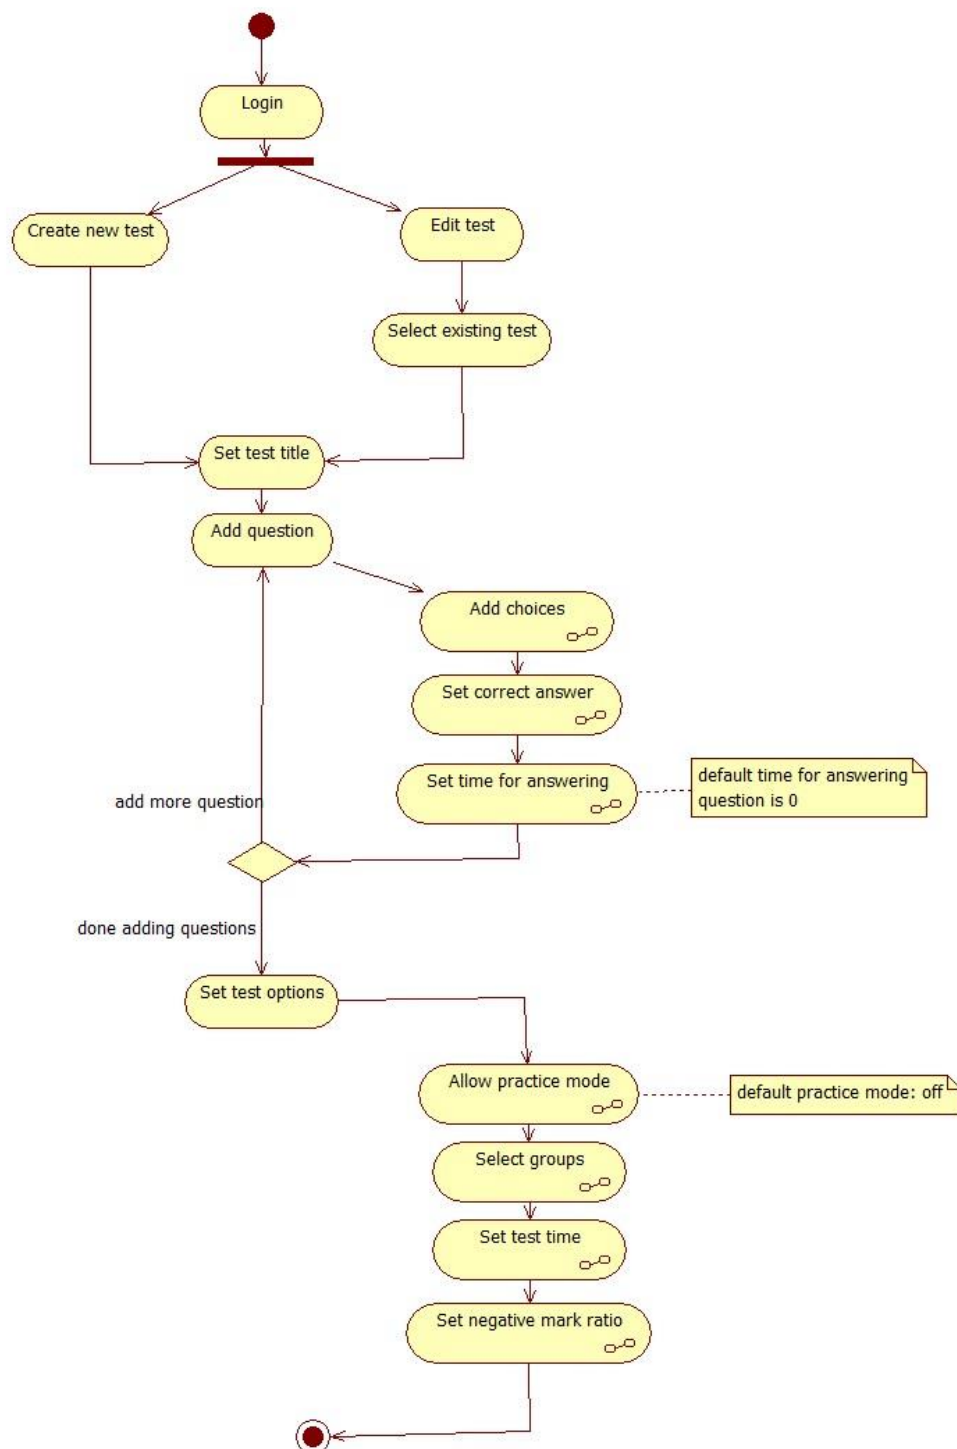 Login
Create new test
Edit test
Select existing test
Set test title
Add question
Add choices
Set correct answer
Set time for answering
default time for answering
question is 0
add more question
done adding questions
Set test options
Allow practice mode
default practice mode: off
Select groups
Set test time
Set negative mark ratio